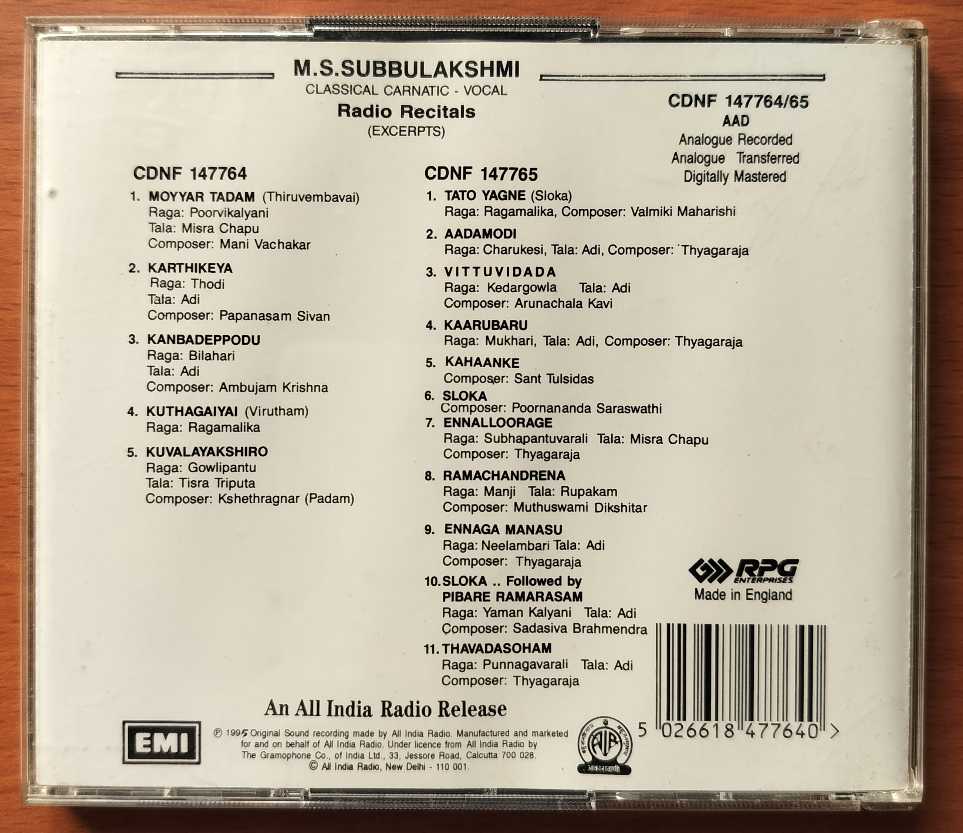 M.S.SUBBULAKSHMI
CLASSICAL CARNATIC - VOCAL
Radio Recitals
(EXCERPTS)
CDNF 147764/65
AAD
Analogue Recorded
Analogue Transferred
Digitally Mastered
CDNF 147764
1. MOYYAR TADAM (Thiruvembavai)
Raga: Poorvikalyani
Tala: Misra Chapu
Composer: Mani Vachakar
2. KARTHIKEYA
Raga: Thodi
Tala: Adi
Composer: Papanasam Sivan
3. KANBADEPPODU
Raga: Bilahari
Tala: Adi
Composer: Ambujam Krishna
4. KUTHAGAIYAI (Virutham)
Raga: Ragamalika
5. KUVALAYAKSHIRO
Raga: Gowlipantu
Tala: Tisra Triputa
Composer: Kshethragnar (Padam)
CDNF 147765
1. TATO YAGNE (Sloka)
Raga: Ragamalika, Composer: Valmiki Maharishi
2. AADAMODI
Raga: Charukesi, Tala: Adi, Composer: Thyagaraja
3. VITTUVIDADA
Raga: Kedargowla Tala: Adi
Composer: Arunachala Kavi
4. KAARUBARU
Raga: Mukhari, Tala: Adi, Composer: Thyagaraja
5. KAHAANKE
Composer: Sant Tulsidas
6. SLOKA
Composer: Poornananda Saraswathi
7. ENNALLOORAGE
Raga: Subhapantuvarali Tala: Misra Chapu
Composer: Thyagaraja
8. RAMACHANDRENA
Raga: Manji Tala: Rupakam
Composer: Muthuswami Dikshitar
9. ENNAGA MANASU
Raga: Neelambari Tala: Adi
Composer: Thyagaraja
10. SLOKA .. Followed by
PIBARE RAMARASAM
Raga: Yaman Kalyani Tala: Adi
Composer: Sadasiva Brahmendra
11. THAVADASOHAM
Raga: Punnagavarali Tala: Adi
Composer: Thyagaraja
RPG
ENTERPRISES
Made in England
An All India Radio Release
EMI
℗ 1995 Original Sound recording made by All India Radio. Manufactured and marketed
for and on behalf of All India Radio. Under licence from All India Radio by
The Gramophone Co., of India Ltd., 33, Jessore Road, Calcutta 700 028.
© All India Radio, New Delhi - 110 001.
5 026618 477640 >